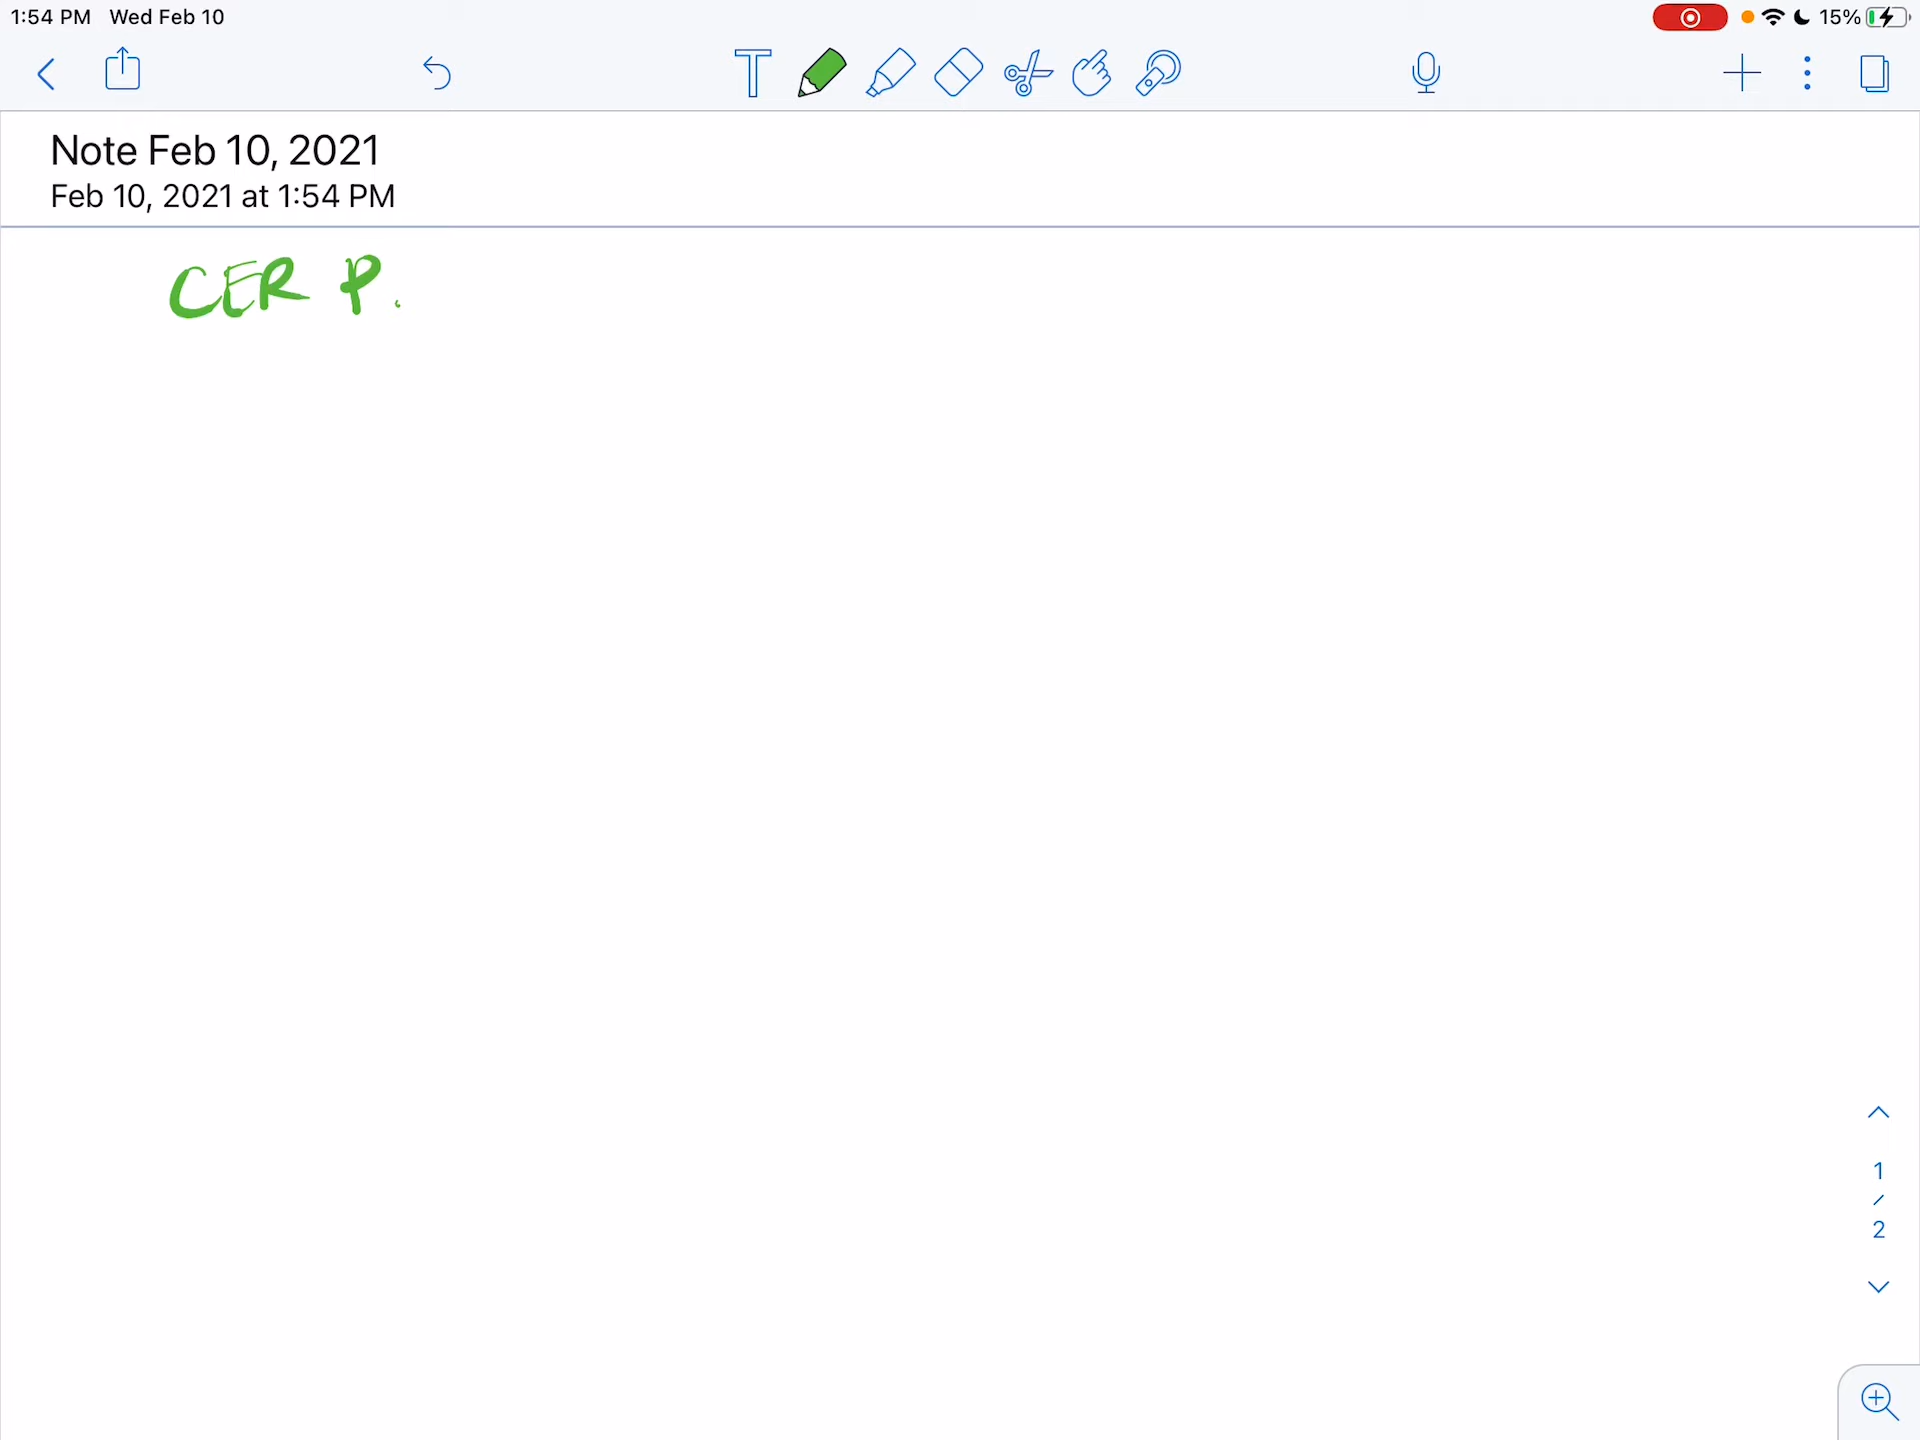 1:54 PM Wed Feb 10
15%
T
Note Feb 10, 2021
Feb 10, 2021 at 1:54 PM
CER P.
1
/
2